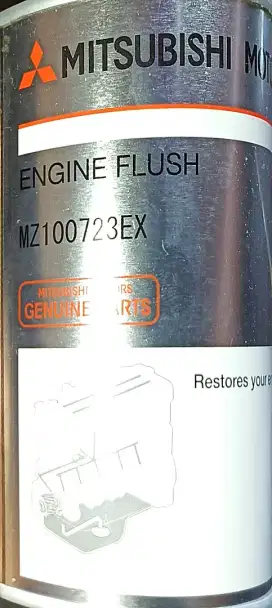 MITSUBISHI
ENGINE FLUSH
MZ100723EX
GENUINE PARTS
Restores your